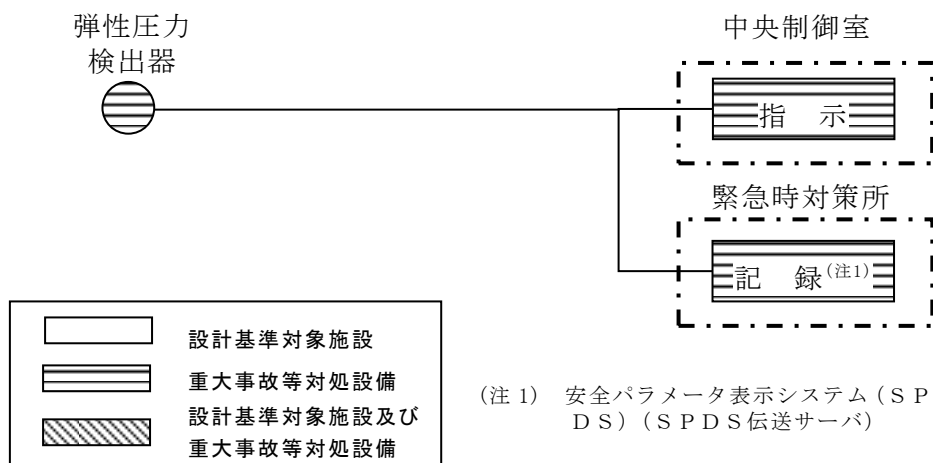 弾性圧力
検出器
中央制御室
指　示
緊急時対策所
記　録(注1)
設計基準対象施設
重大事故等対処設備
設計基準対象施設及び
重大事故等対処設備
(注 1)　安全パラメータ表示システム（ＳＰ
ＤＳ）（ＳＰＤＳ伝送サーバ）